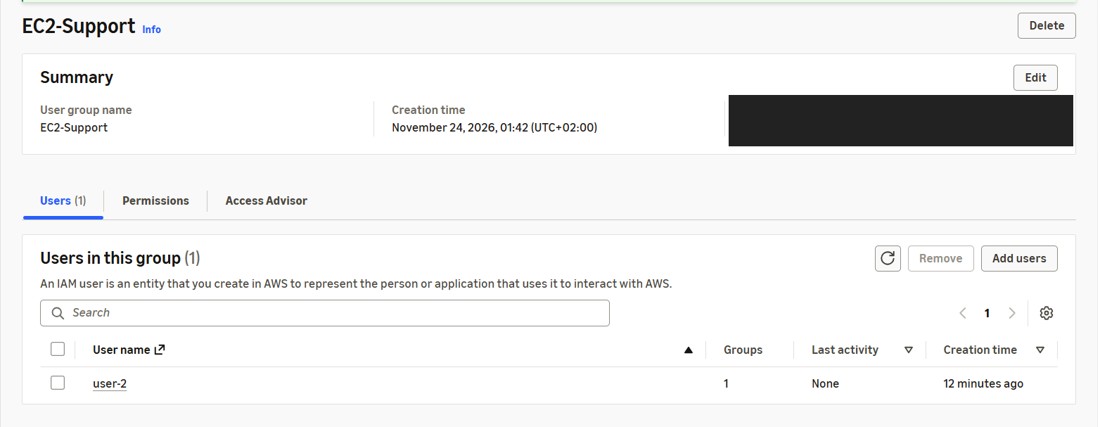 EC2-Support Info
Delete
Summary
Edit
User group name
EC2-Support
Creation time
November 24, 2026, 01:42 (UTC+02:00)
Users (1)
Permissions
Access Advisor
Users in this group (1)
Remove
Add users
An IAM user is an entity that you create in AWS to represent the person or application that uses it to interact with AWS.
Search
1
User name
Groups
Last activity
Creation time
user-2
1
None
12 minutes ago